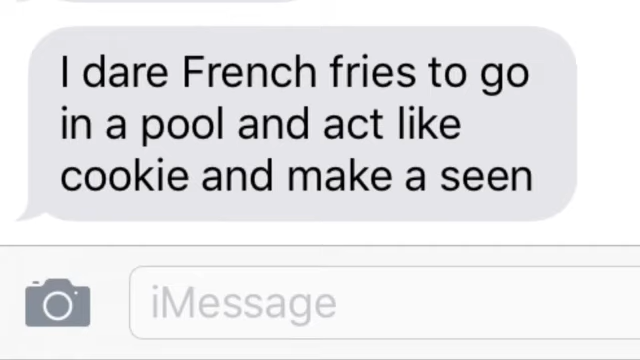 I dare French fries to go
in a pool and act like
cookie and make a seen
iMessage